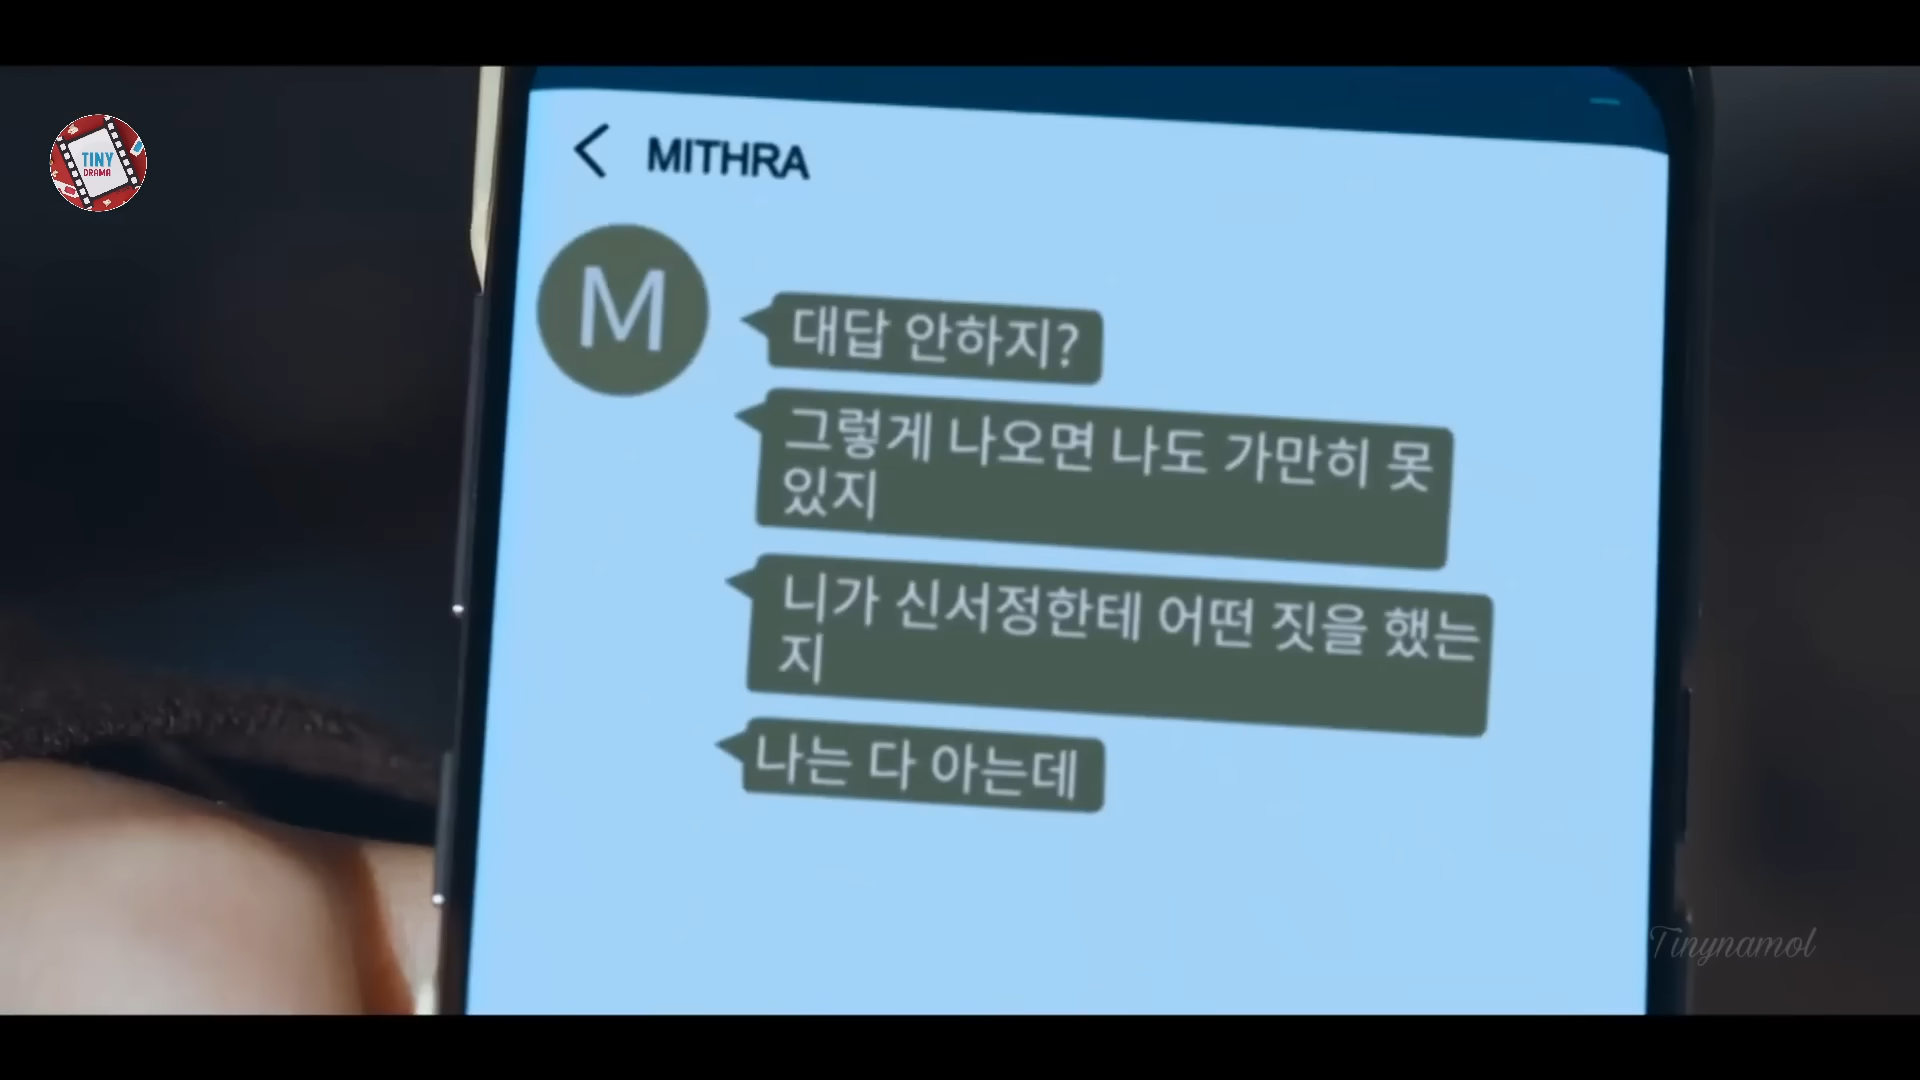 TINY
DRAMA
MITHRA
M
대답 안하지?
그렇게 나오면 나도 가만히 못
있지
니가 신서정한테 어떤 짓을 했는
지
나는 다 아는데
Tinynamol